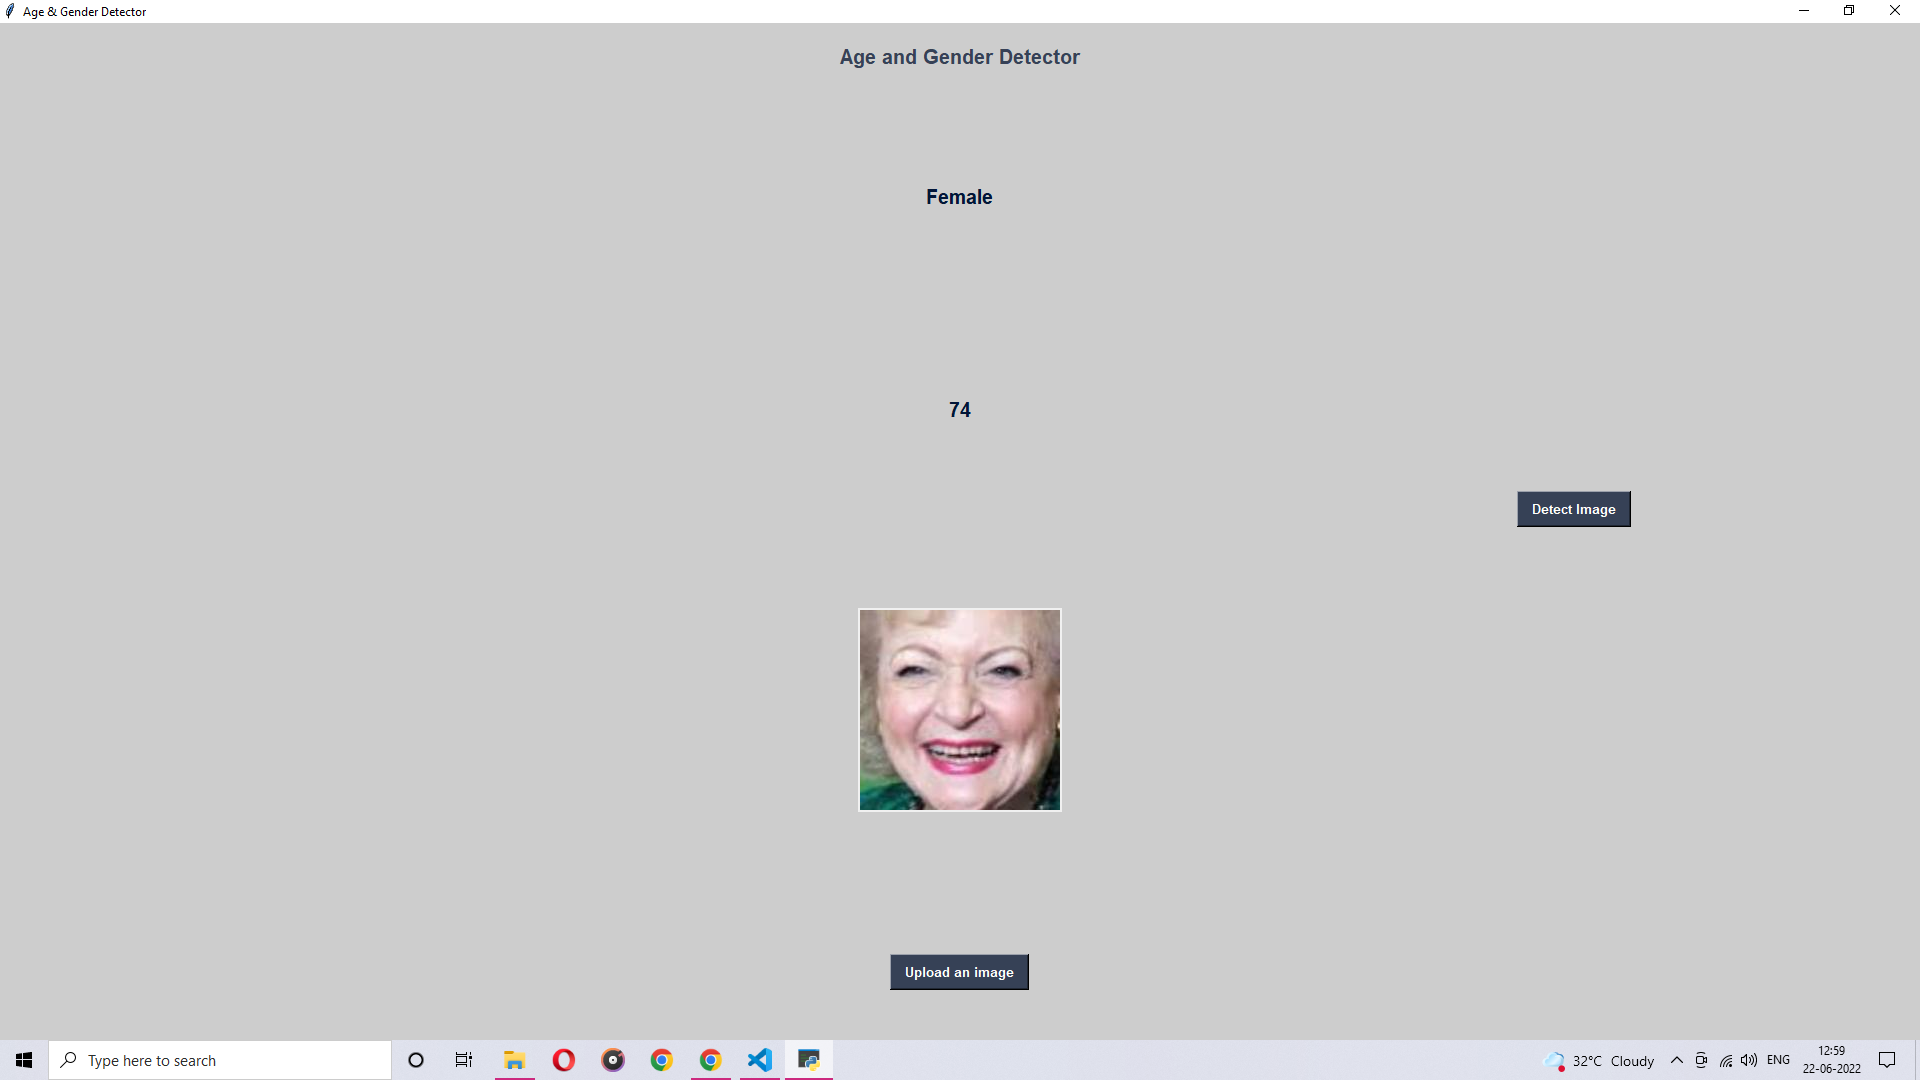 Age & Gender Detector
Age and Gender Detector
Female
74
Detect Image
Upload an image
Type here to search
32°C Cloudy
ENG
12:59
22-06-2022